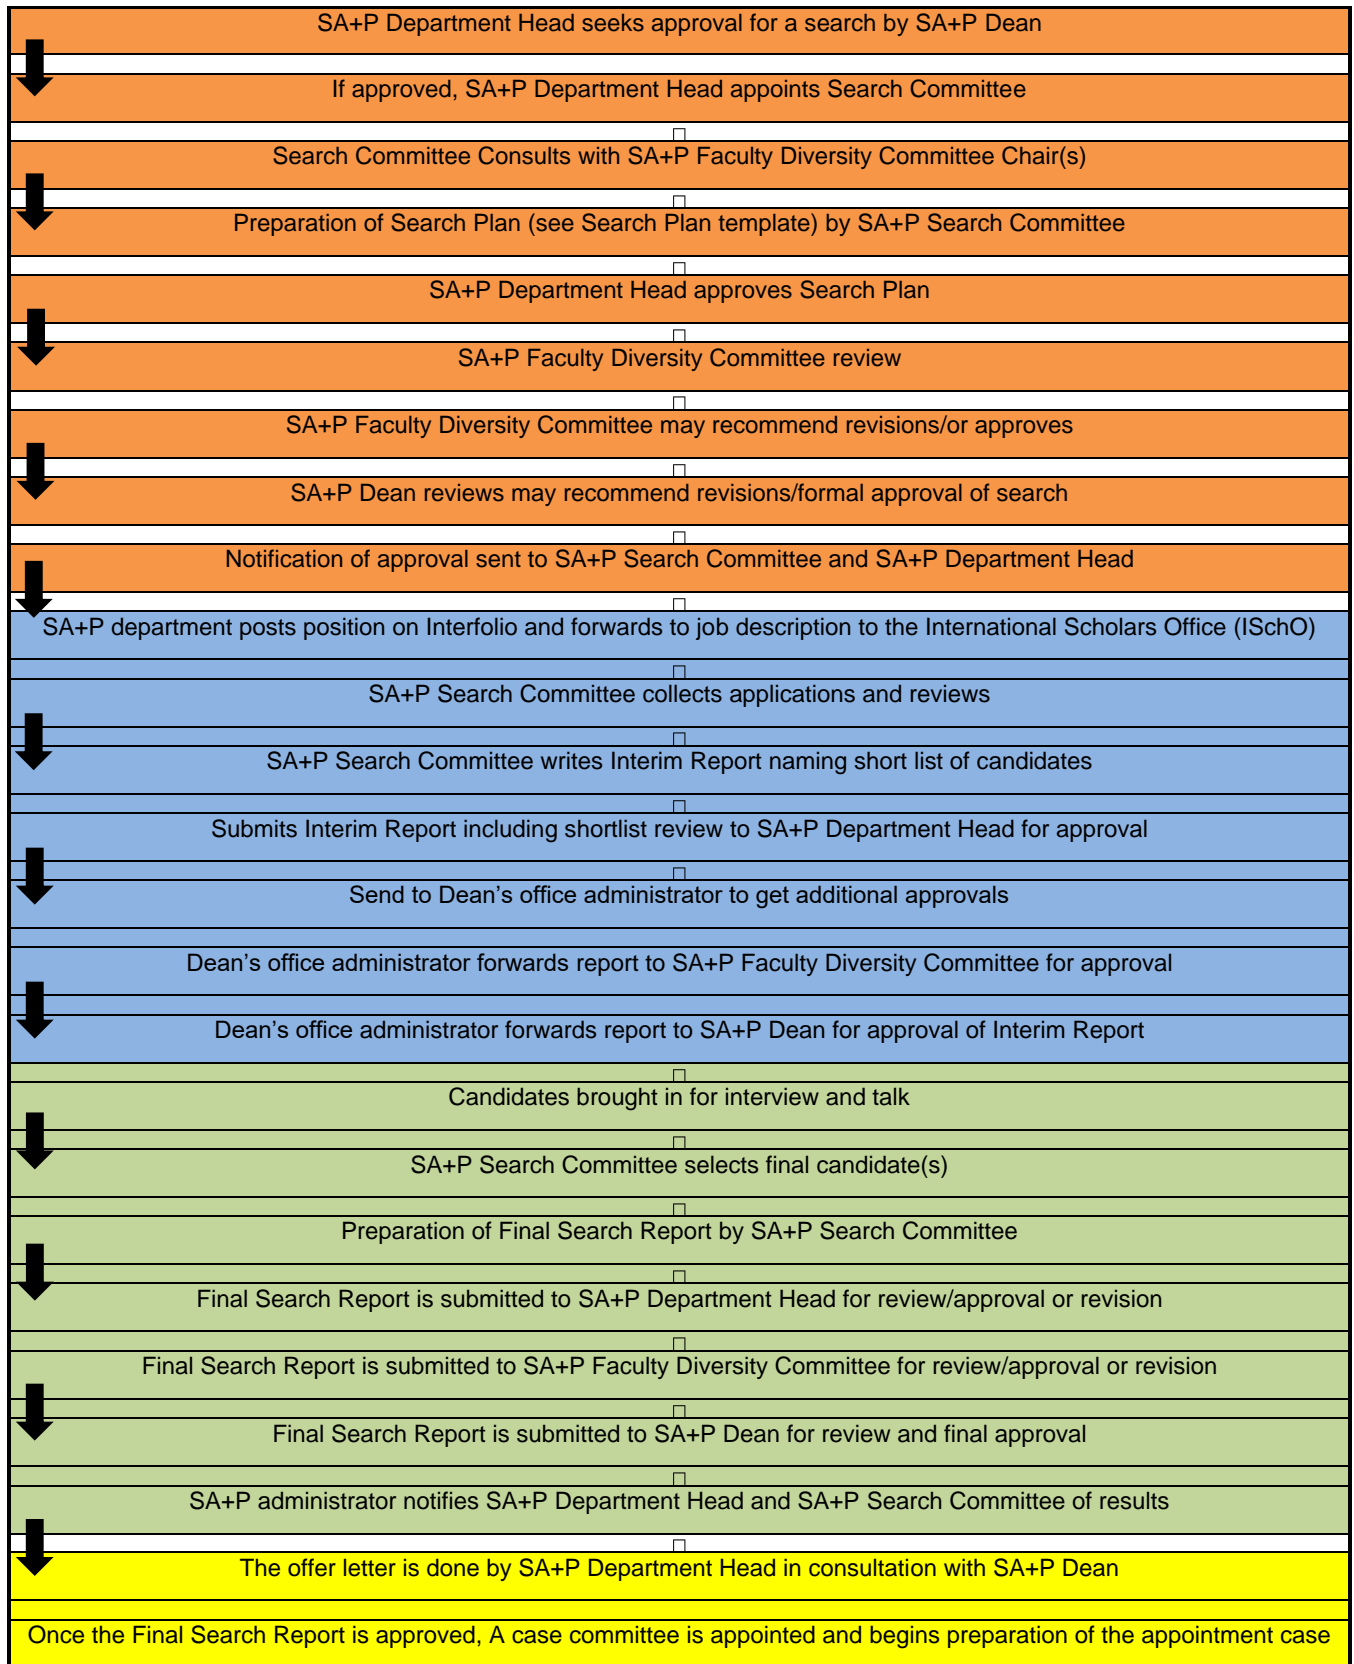 SA+P Department Head seeks approval for a search by SA+P Dean
If approved, SA+P Department Head appoints Search Committee
Search Committee Consults with SA+P Faculty Diversity Committee Chair(s)
Preparation of Search Plan (see Search Plan template) by SA+P Search Committee
SA+P Department Head approves Search Plan
SA+P Faculty Diversity Committee review
SA+P Faculty Diversity Committee may recommend revisions/or approves
SA+P Dean reviews may recommend revisions/formal approval of search
Notification of approval sent to SA+P Search Committee and SA+P Department Head
SA+P department posts position on Interfolio and forwards to job description to the International Scholars Office (ISchO)
SA+P Search Committee collects applications and reviews
SA+P Search Committee writes Interim Report naming short list of candidates
Submits Interim Report including shortlist review to SA+P Department Head for approval
Send to Dean’s office administrator to get additional approvals
Dean’s office administrator forwards report to SA+P Faculty Diversity Committee for approval
Dean’s office administrator forwards report to SA+P Dean for approval of Interim Report
Candidates brought in for interview and talk
SA+P Search Committee selects final candidate(s)
Preparation of Final Search Report by SA+P Search Committee
Final Search Report is submitted to SA+P Department Head for review/approval or revision
Final Search Report is submitted to SA+P Faculty Diversity Committee for review/approval or revision
Final Search Report is submitted to SA+P Dean for review and final approval
SA+P administrator notifies SA+P Department Head and SA+P Search Committee of results
The offer letter is done by SA+P Department Head in consultation with SA+P Dean
Once the Final Search Report is approved, A case committee is appointed and begins preparation of the appointment case